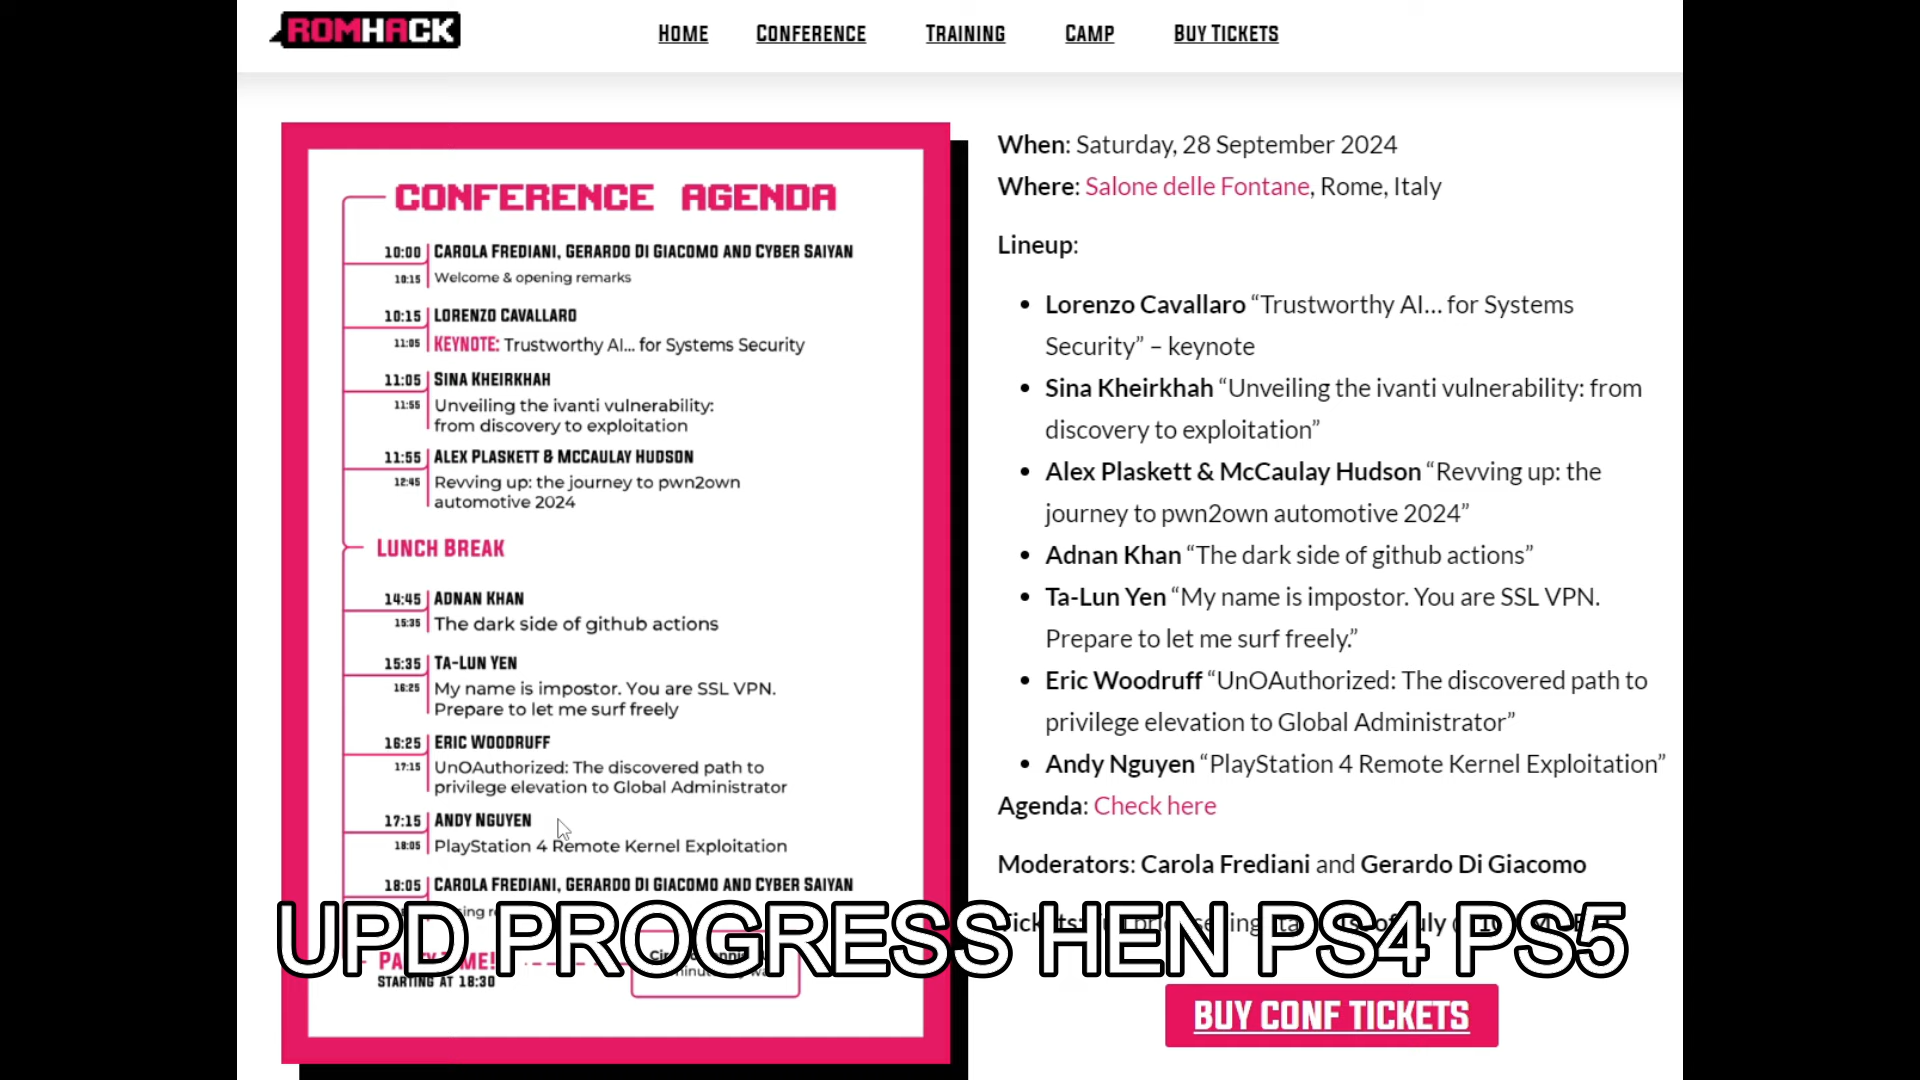 ROMHACK
HOME CONFERENCE TRAINING CAMP BUY TICKETS
CONFERENCE AGENDA
10:00 CAROLA FREDIANI, GERARDO DI GIACOMO AND CYBER SAIYAN
10:15 Welcome & opening remarks
10:15 LORENZO CAVALLARO
11:05 KEYNOTE: Trustworthy AI... for Systems Security
11:05 SINA KHEIRKHAH
11:55 Unveiling the ivanti vulnerability:
from discovery to exploitation
11:55 ALEX PLASKETT & MCCAULAY HUDSON
12:45 Revving up: the journey to pwn2own
automotive 2024
LUNCH BREAK
14:45 ADNAN KHAN
15:35 The dark side of github actions
15:35 TA-LUN YEN
16:25 My name is impostor. You are SSL VPN.
Prepare to let me surf freely
16:25 ERIC WOODRUFF
17:15 UnOAuthorized: The discovered path to
privilege elevation to Global Administrator
17:15 ANDY NGUYEN
18:05 PlayStation 4 Remote Kernel Exploitation
18:05 CAROLA FREDIANI, GERARDO DI GIACOMO AND CYBER SAIYAN
STARTING AT 18:30
When: Saturday, 28 September 2024
Where: Salone delle Fontane, Rome, Italy
Lineup:
• Lorenzo Cavallaro “Trustworthy AI… for Systems
Security” – keynote
• Sina Kheirkhah “Unveiling the ivanti vulnerability: from
discovery to exploitation”
• Alex Plaskett & McCaulay Hudson “Revving up: the
journey to pwn2own automotive 2024”
• Adnan Khan “The dark side of github actions”
• Ta-Lun Yen “My name is impostor. You are SSL VPN.
Prepare to let me surf freely.”
• Eric Woodruff “UnOAuthorized: The discovered path to
privilege elevation to Global Administrator”
• Andy Nguyen “PlayStation 4 Remote Kernel Exploitation”
Agenda: Check here
Moderators: Carola Frediani and Gerardo Di Giacomo
UPD PROGRESS HEN PS4 PS5
BUY CONF TICKETS